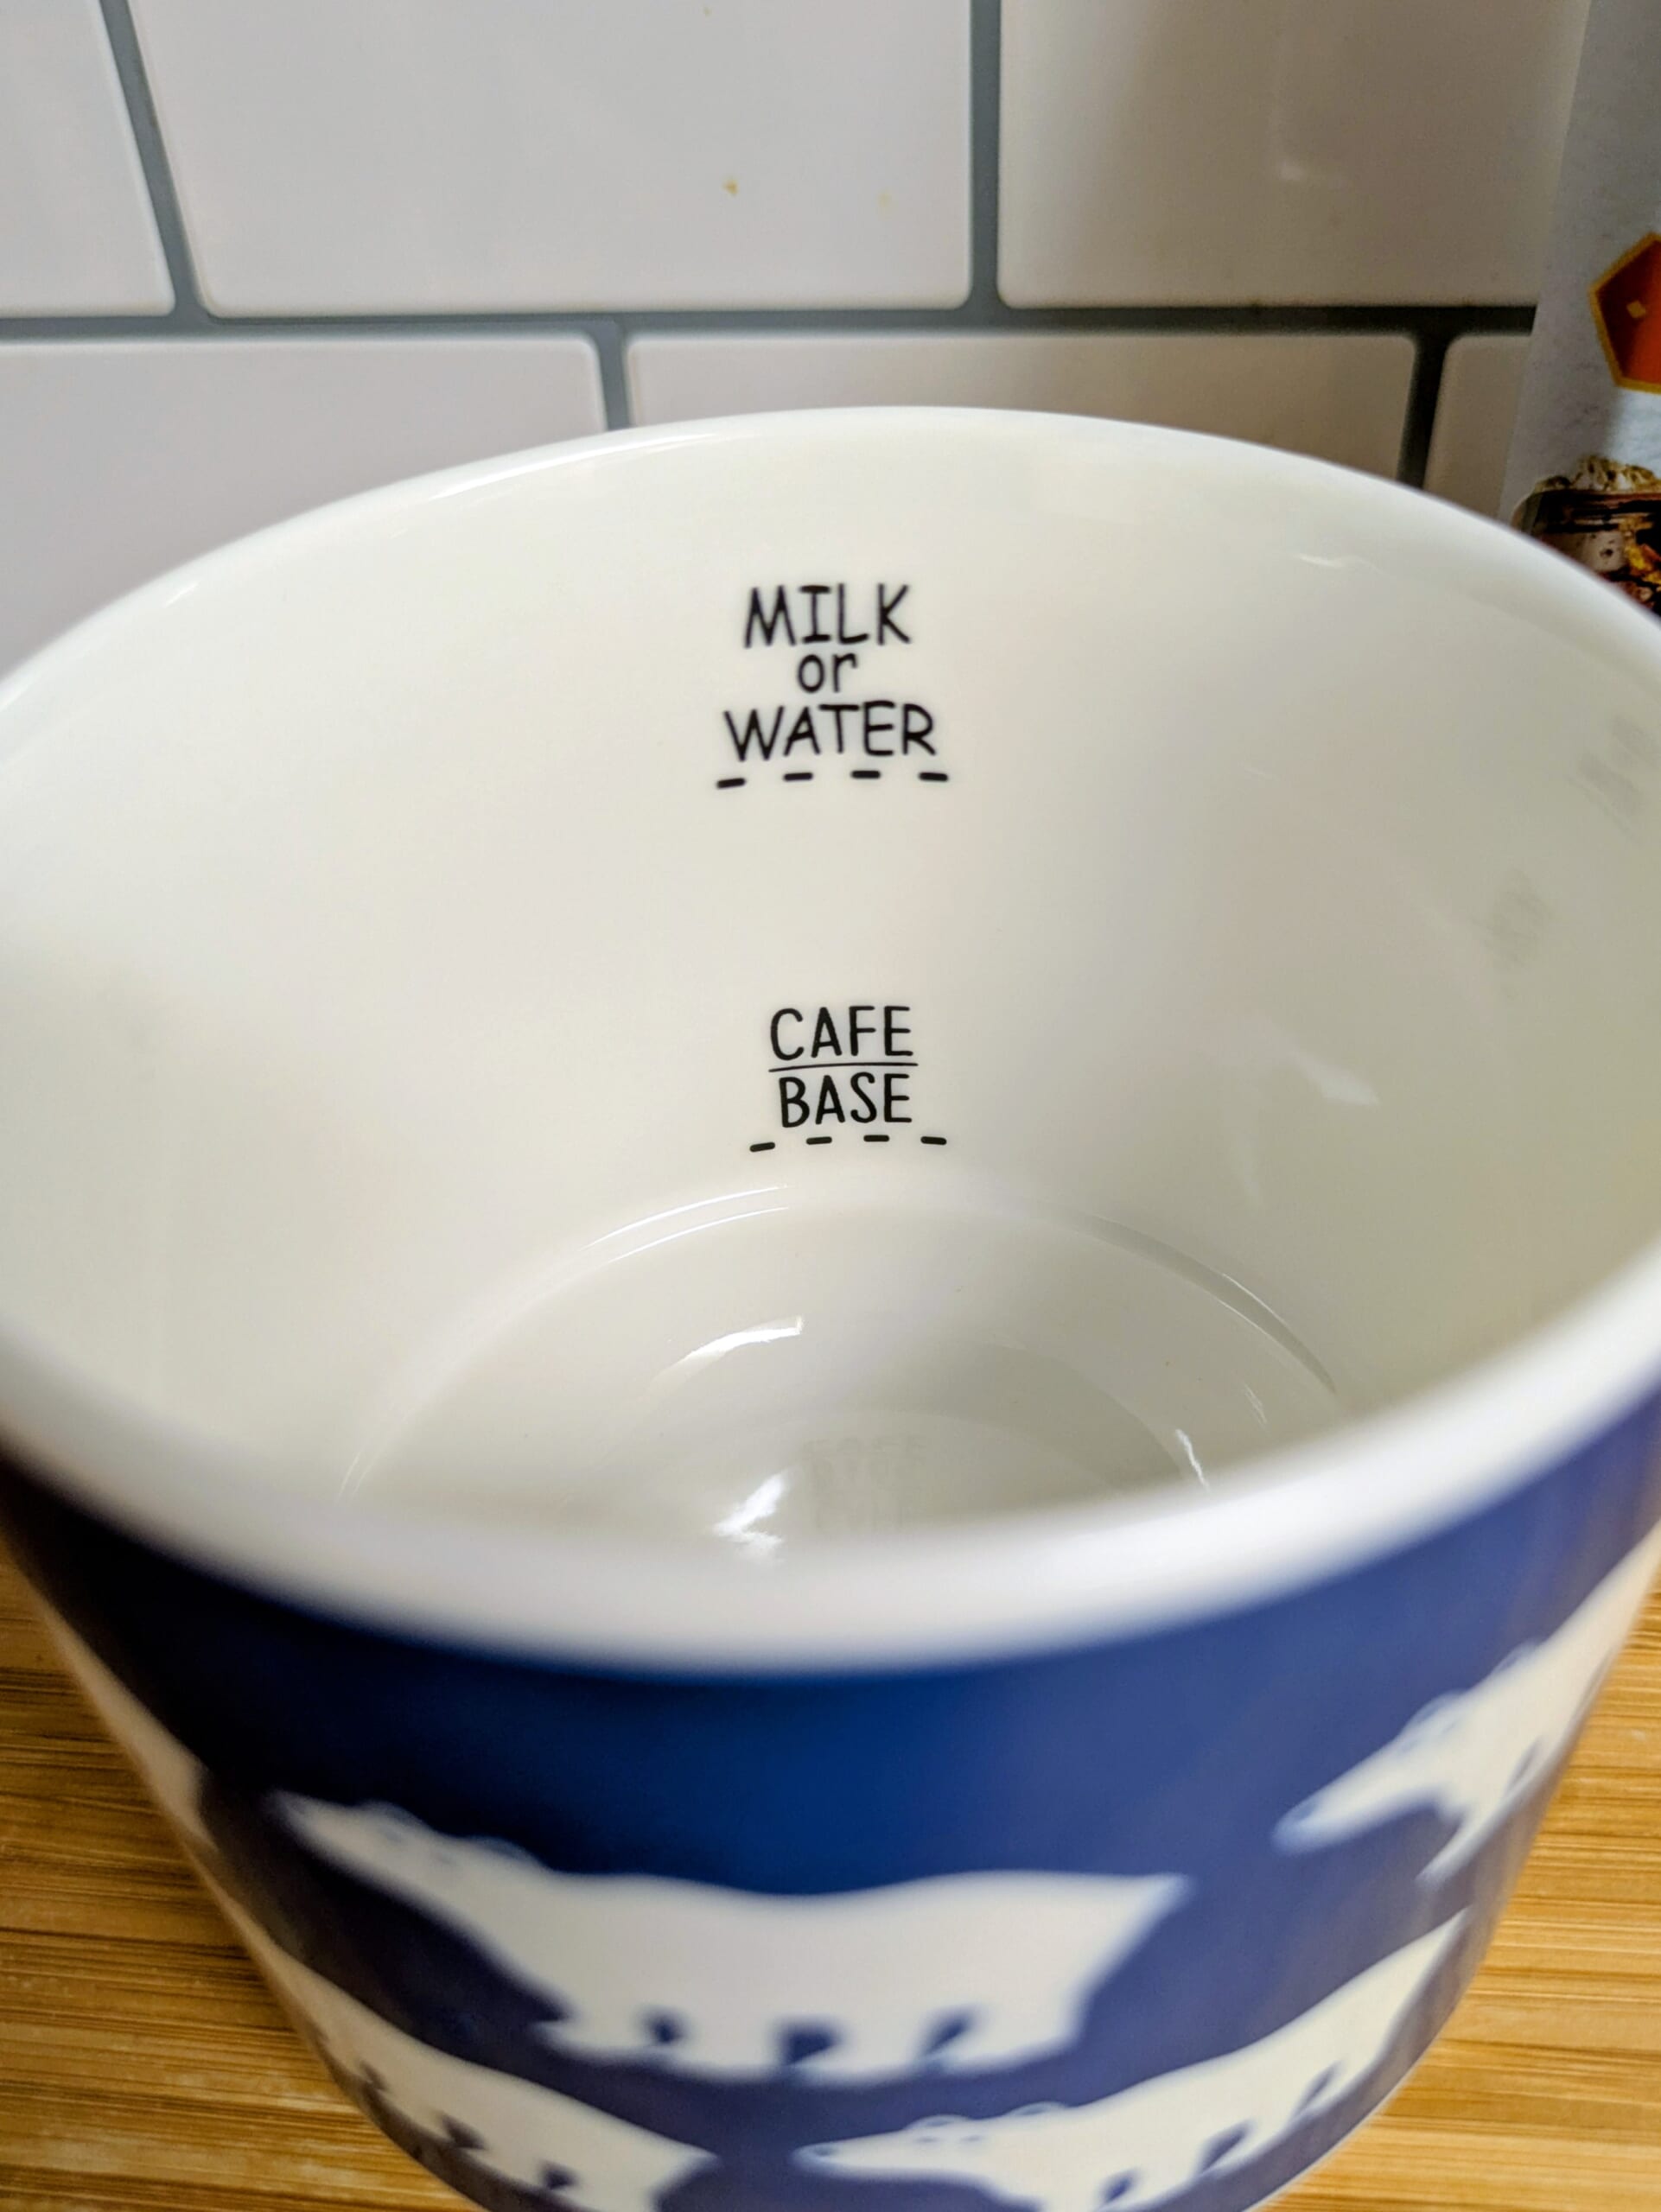 MILK
or
WATER
CAFE
BASE